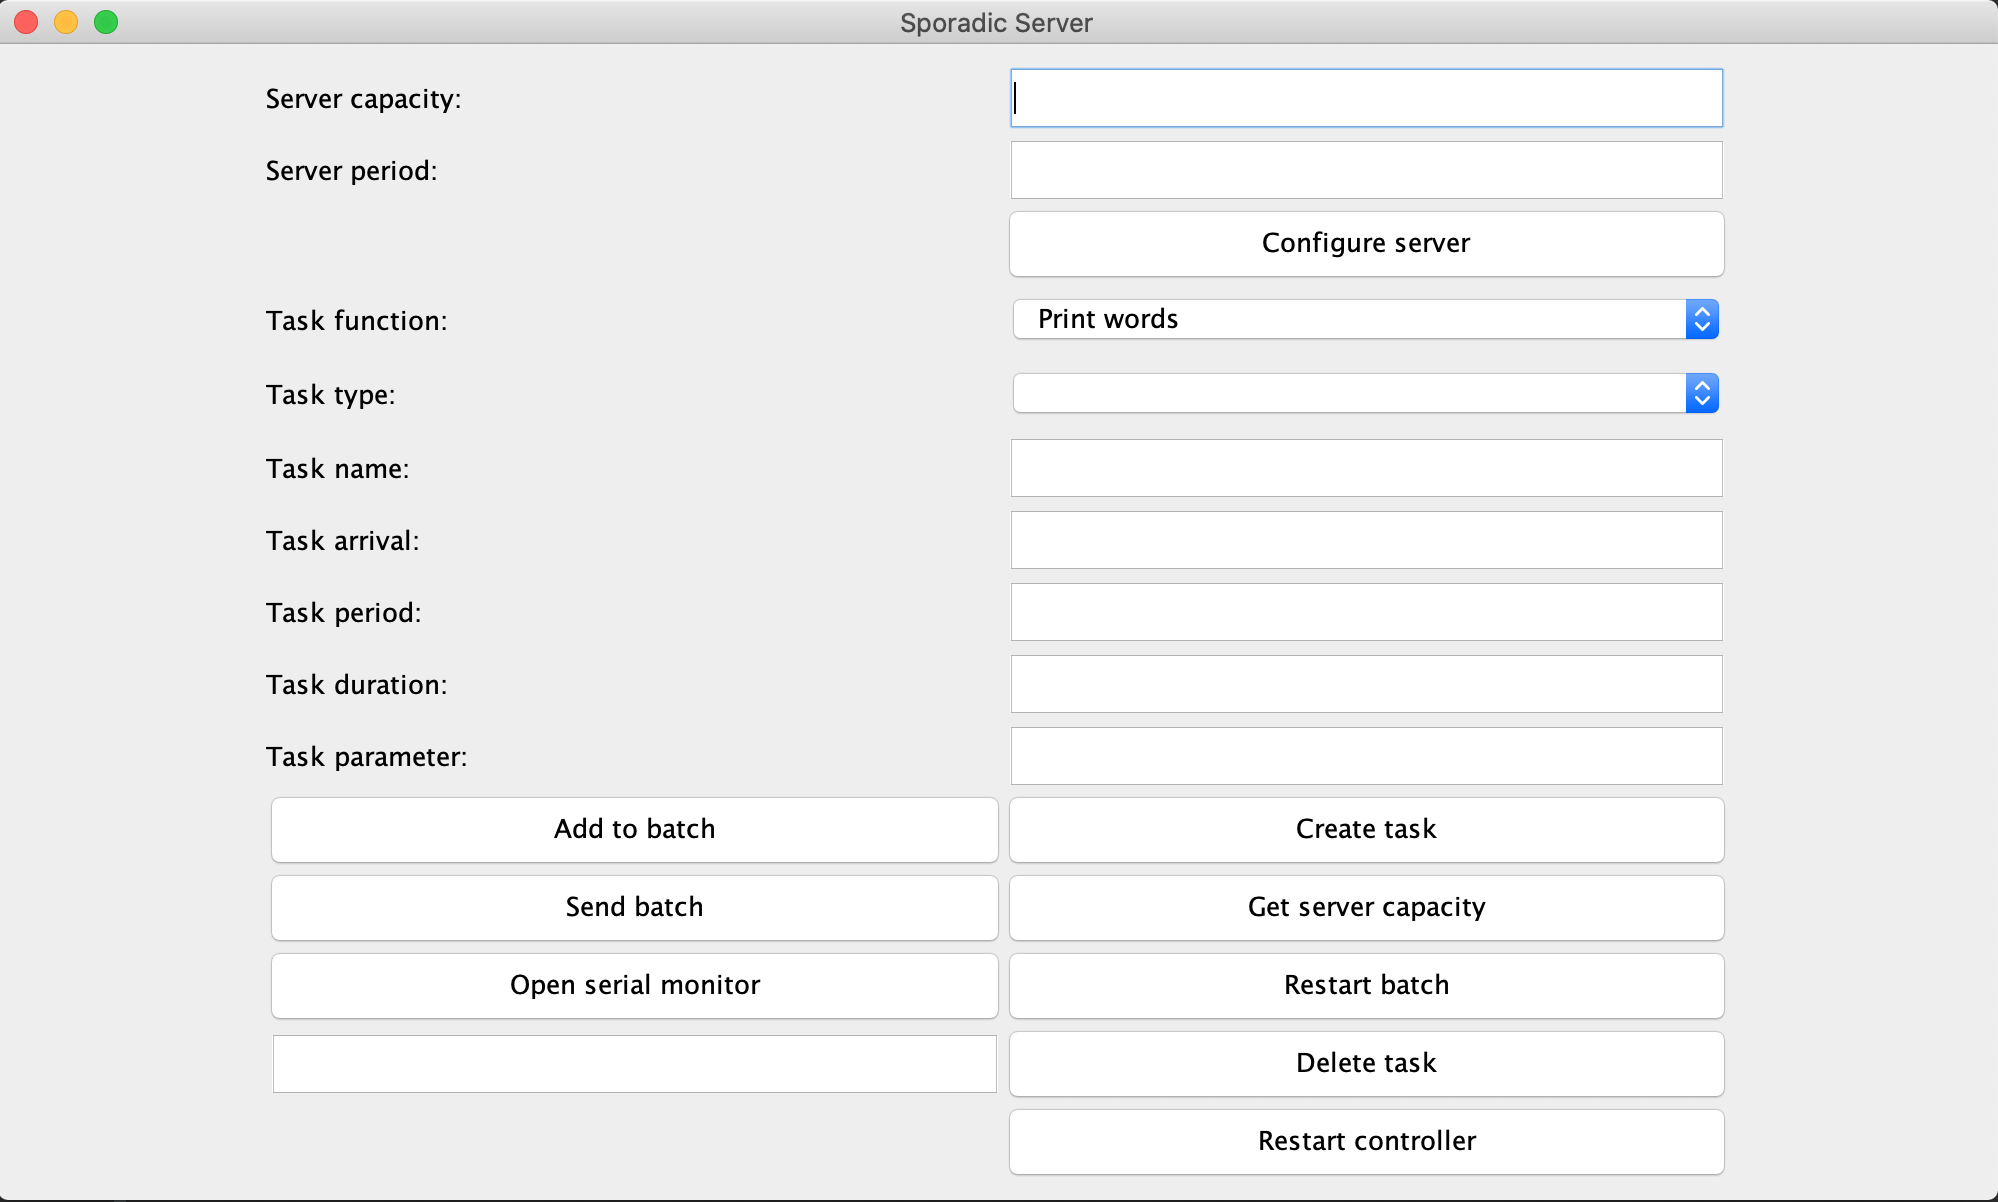 Sporadic Server
Server capacity:
Server period:
Configure server
Task function: Print words
Task type:
Task name:
Task arrival:
Task period:
Task duration:
Task parameter:
Add to batch Create task
Send batch Get server capacity
Open serial monitor Restart batch
Delete task
Restart controller